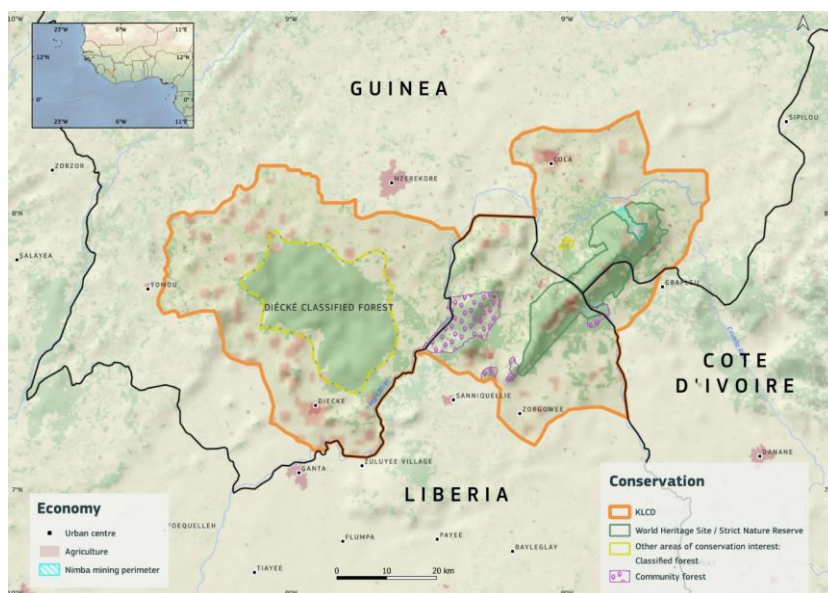 10°W
9°W
9°W
10°W
23°W
6°W
11°E
12°N
12°N
0°
0°
23°W
6°W
11°E
GUINEA
SIPILOU
ZORZOR
LOLA
NZEREKORE
8°N
8°N
SALAYEA
YOMOU
GBAPLEU
DIÉCKÉ CLASSIFIED FOREST
COTE
D'IVOIRE
DIECKE
SANNIQUELLIE
ZORGOWEE
DANANE
GANTA
ZULUYEE VILLAGE
7°N
7°N
LIBERIA
Economy
Urban centre
Agriculture
Nimba mining perimeter
FLUMPA
PAYEE
BAYLEGLAY
TIAYEE
0
10
20 km
Conservation
KLCD
World Heritage Site / Strict Nature Reserve
Other areas of conservation interest:
Classified forest
Community forest